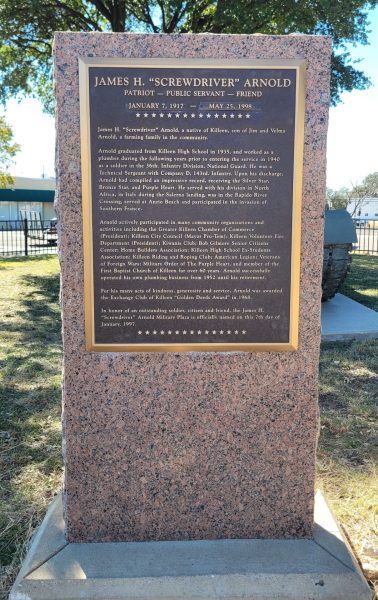 JAMES H. "SCREWDRIVER" ARNOLD
PATRIOT — PUBLIC SERVANT — FRIEND
JANUARY 7, 1917 — MAY 25, 1998
James H. "Screwdriver" Arnold, a native of Killeen, son of Jim and Velma
Arnold, a farming family in the community.
Arnold graduated from Killeen High School in 1935, and worked as a
plumber during the following years prior to entering the service in 1940
as a soldier in the 36th. Infantry Division, National Guard. He was a
Technical Sergeant with Company D, 143rd. Infantry. Upon his discharge,
Arnold had compiled an impressive record, receiving the Silver Star,
Bronze Star, and Purple Heart. He served with his division in North
Africa, in Italy during the Salerno landing, was in the Rapido River
Crossing, served at Anzio Beach and participated in the invasion of
Southern France.
Arnold actively participated in many community organizations and
activities including the Greater Killeen Chamber of Commerce
(President); Killeen City Council (Mayor Pro-Tem); Killeen Volunteer Fire
Department (President); Kiwanis Club; Bob Gilmore Senior Citizens
Center; Home Builders Association; Killeen High School Ex-Students
Association; Killeen Riding and Roping Club; American Legion; Veterans
of Foreign Wars; Military Order of The Purple Heart, and member of the
First Baptist Church of Killeen for over 60 years. Arnold successfully
operated his own plumbing business from 1952 until his retirement.
For his many acts of kindness, generosity and service, Arnold was awarded
the Exchange Club of Killeen "Golden Deeds Award" in 1968.
In honor of an outstanding soldier, citizen and friend, the James H.
"Screwdriver" Arnold Military Plaza is officially named on this 7th day of
January, 1997.